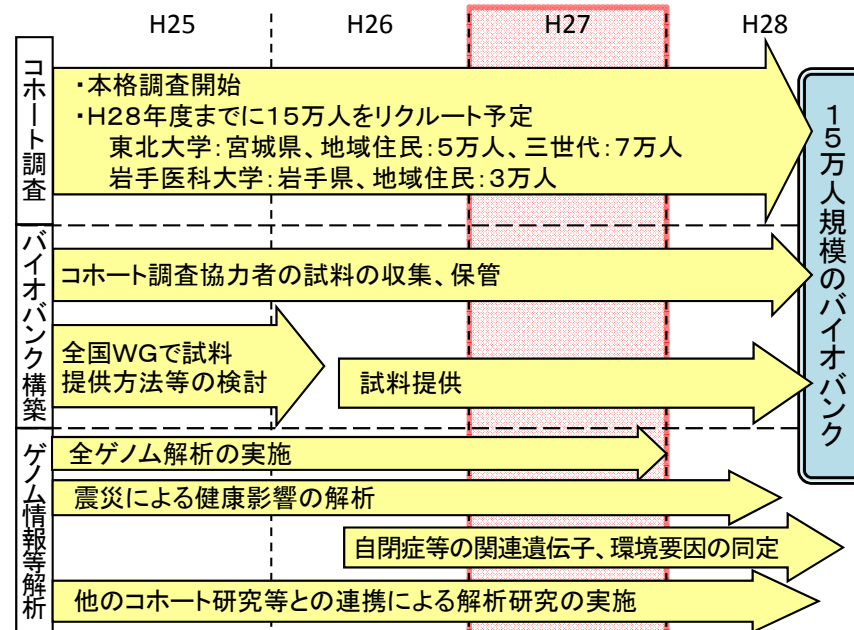 H25
H26
H27
H28
コホート調査
・本格調査開始
・H28年度までに15万人をリクルート予定
東北大学:宮城県、地域住民:5万人、三世代:7万人
岩手医科大学:岩手県、地域住民:3万人
バイオバンク構築
コホート調査協力者の試料の収集、保管
全国WGで試料
提供方法等の検討
試料提供
ゲノム情報等解析
全ゲノム解析の実施
震災による健康影響の解析
自閉症等の関連遺伝子、環境要因の同定
他のコホート研究等との連携による解析研究の実施
15万人規模のバイオバンク